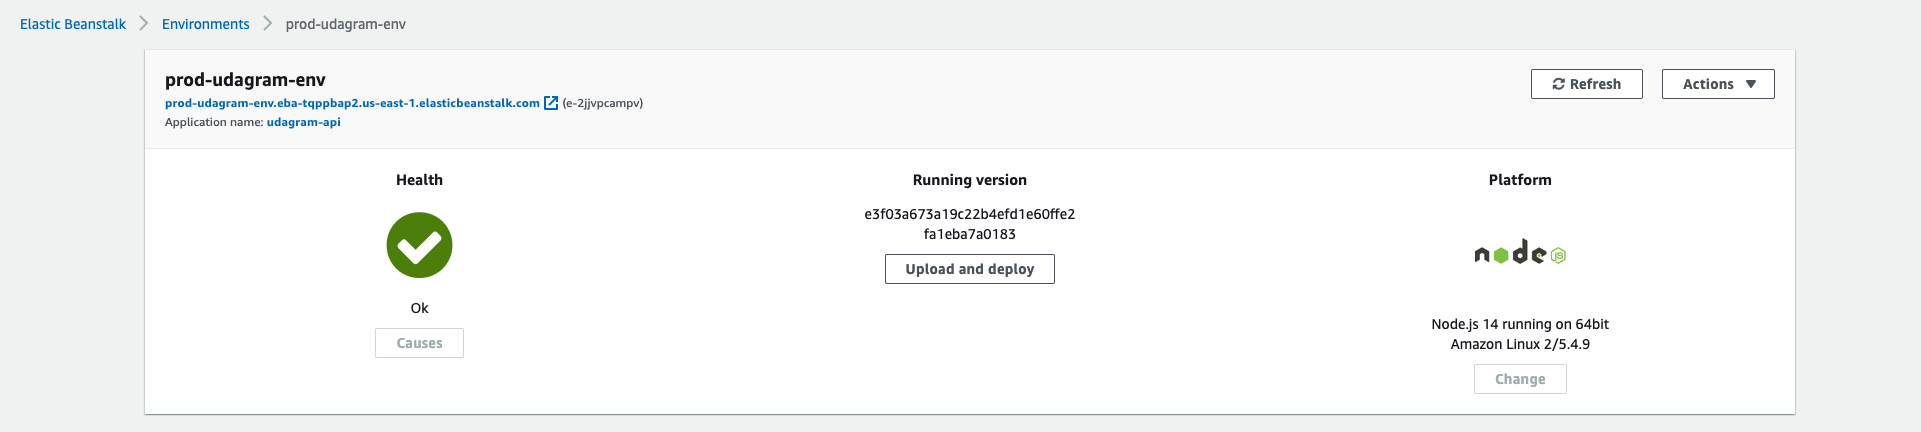 Elastic Beanstalk > Environments > prod-udagram-env
prod-udagram-env
prod-udagram-env.eba-tqppbap2.us-east-1.elasticbeanstalk.com (e-2jjvpcampv)
Application name: udagram-api
Refresh
Actions ▼
Health
Ok
Causes
Running version
e3f03a673a19c22b4efd1e60ffe2
fa1eba7a0183
Upload and deploy
Platform
node JS
Node.js 14 running on 64bit
Amazon Linux 2/5.4.9
Change